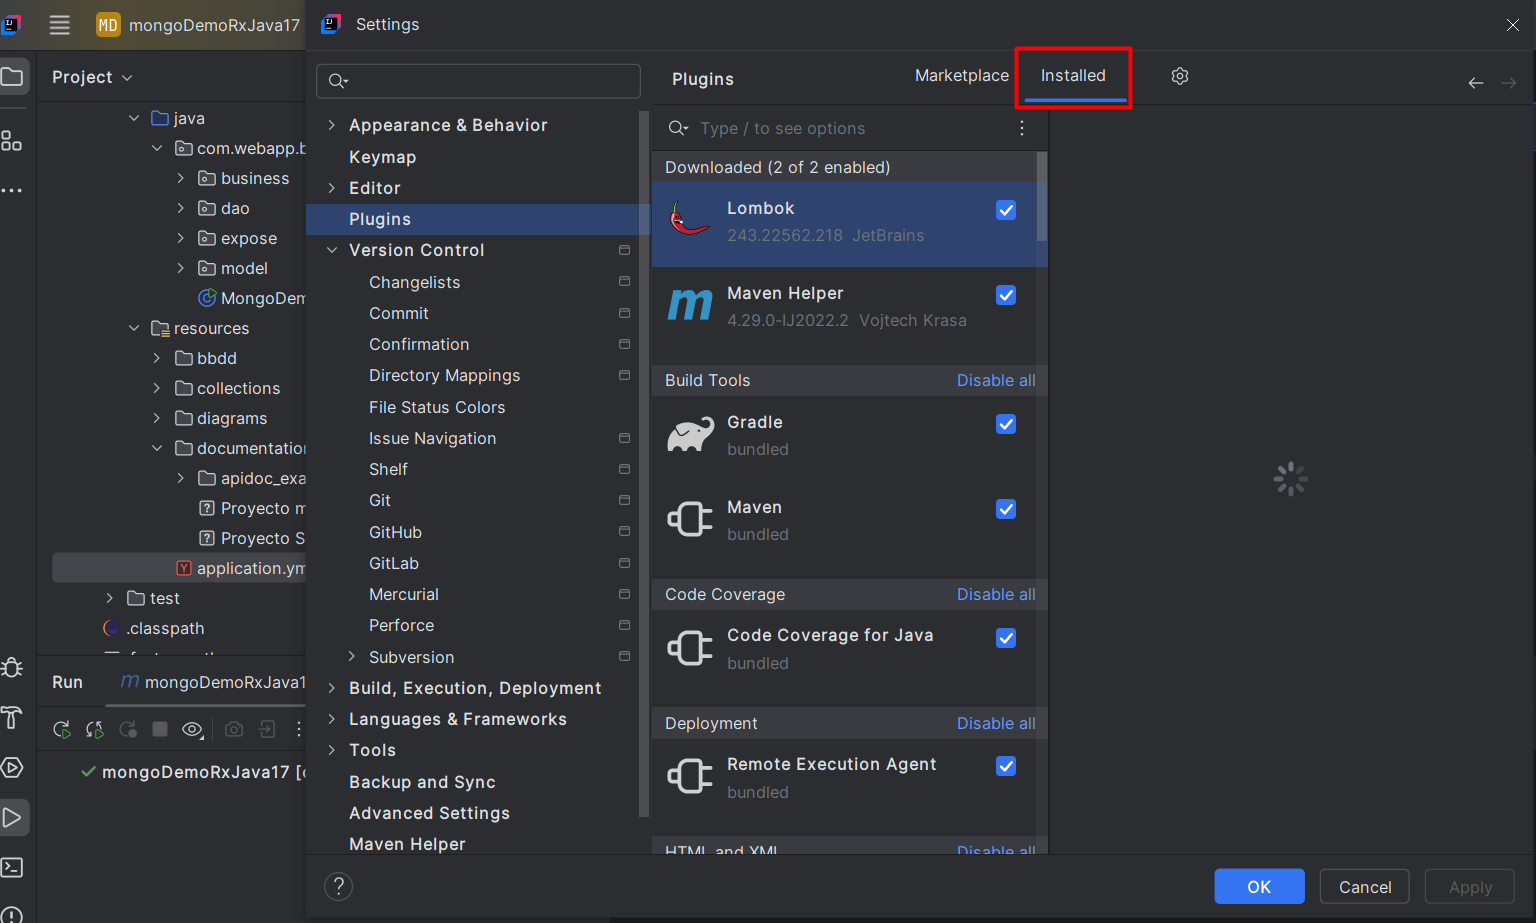 MD mongoDemoRxJava17
Project
java
com.webapp.b
business
dao
expose
model
MongoDem
resources
bbdd
collections
diagrams
documentation
apidoc_exa
Proyecto m
Proyecto S
application.ym
test
.classpath
Run
m mongoDemoRxJava1
mongoDemoRxJava17 [
Settings
Appearance & Behavior
Keymap
Editor
Plugins
Version Control
Changelists
Commit
Confirmation
Directory Mappings
File Status Colors
Issue Navigation
Shelf
Git
GitHub
GitLab
Mercurial
Perforce
Subversion
Build, Execution, Deployment
Languages & Frameworks
Tools
Backup and Sync
Advanced Settings
Maven Helper
Plugins Marketplace Installed
Type / to see options
Downloaded (2 of 2 enabled)
Lombok
243.22562.218 JetBrains
m Maven Helper
4.29.0-IJ2022.2 Vojtech Krasa
Build Tools Disable all
Gradle
bundled
Maven
bundled
Code Coverage Disable all
Code Coverage for Java
bundled
Deployment Disable all
Remote Execution Agent
bundled
HTML and XML Disable all
? OK Cancel Apply